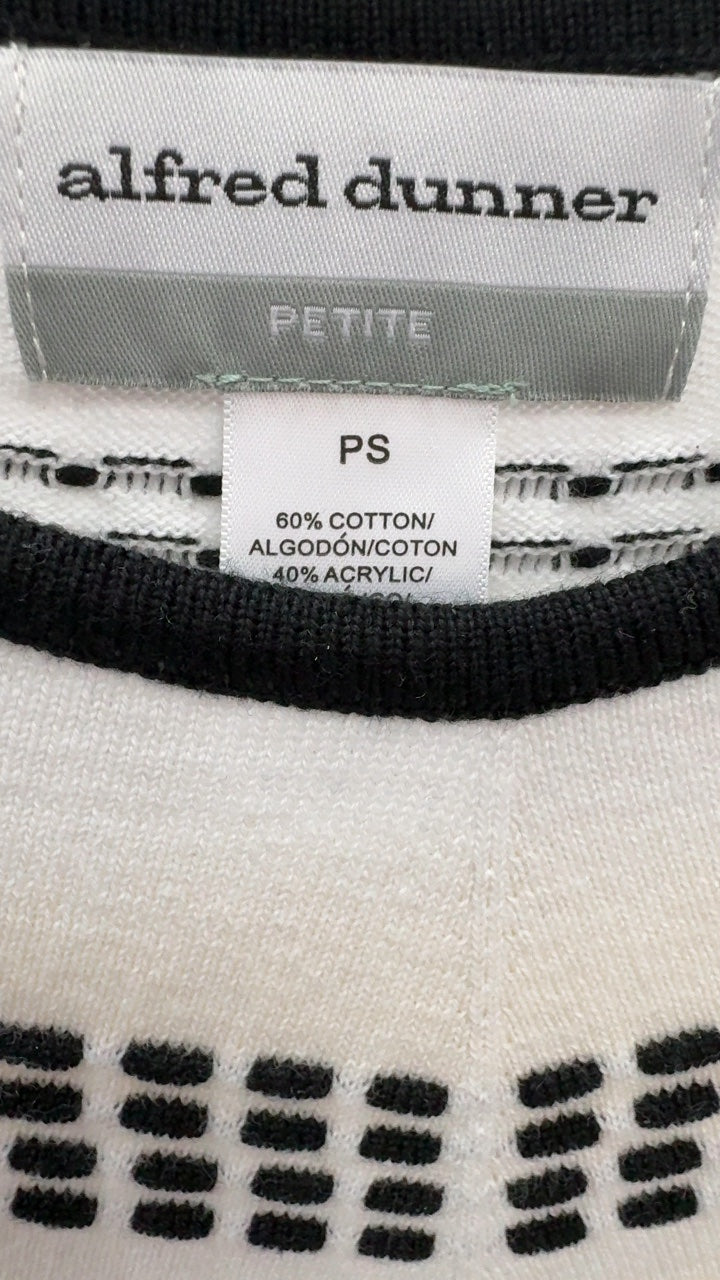 alfred dunner
PETITE
PS
60% COTTON/
ALGODÓN/COTON
40% ACRYLIC/